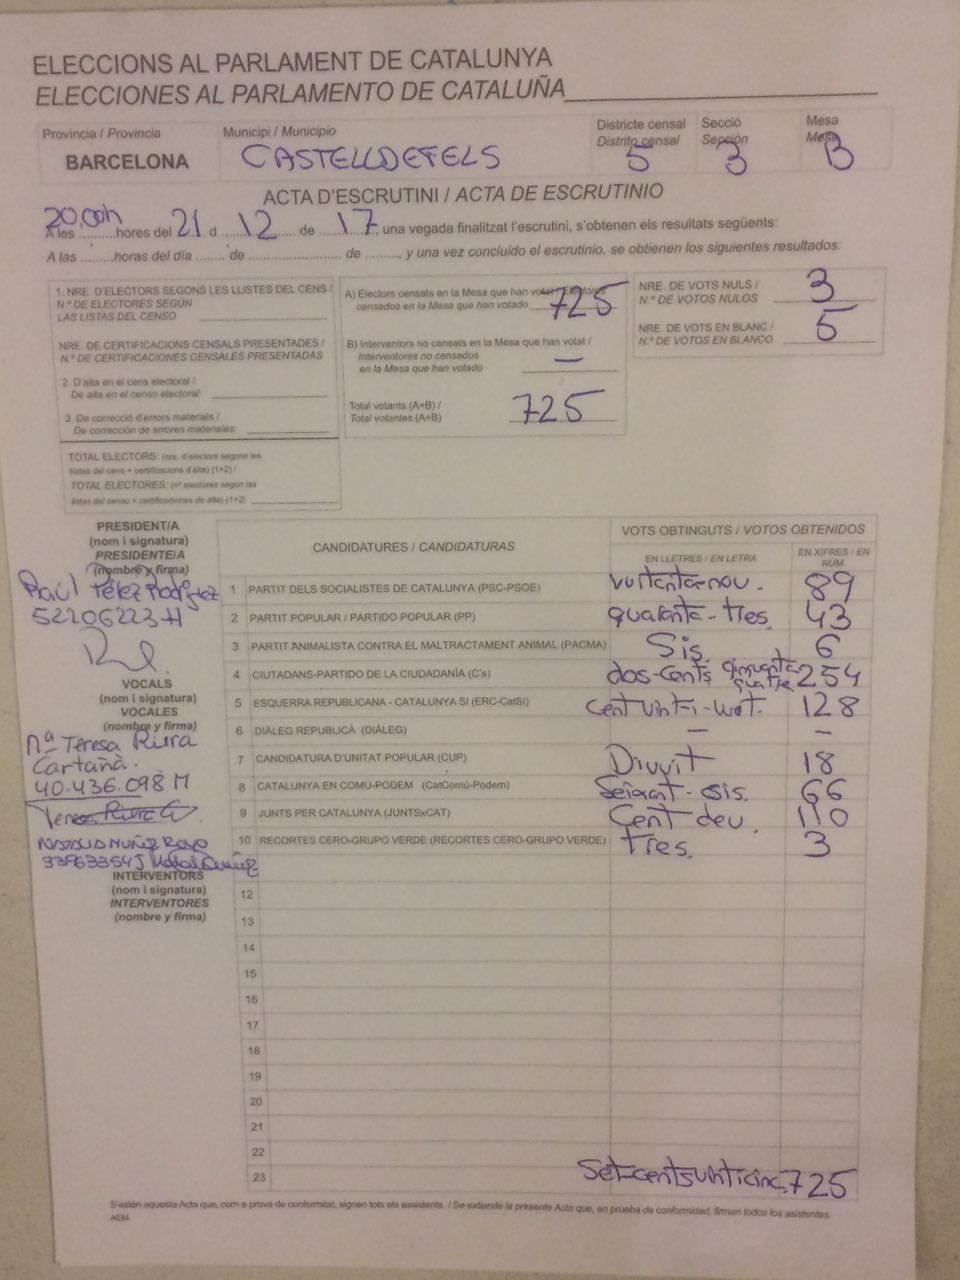 ELECCIONS AL PARLAMENT DE CATALUNYA
ELECCIONES AL PARLAMENTO DE CATALUÑA
Província / Provincia
BARCELONA
Municipi / Municipio
CASTELLDEFELS
Districte censal
Distrito censal
5
Secció
Sección
3
Mesa
Mesa
B
ACTA D'ESCRUTINI / ACTA DE ESCRUTINIO
A les 20,00h hores del 21 d 12 de 17, una vegada finalitzat l'escrutini, s'obtenen els resultats següents:
A las ........horas del día ....... de ....................... de ........, y una vez concluido el escrutinio, se obtienen los siguientes resultados:
1. NRE. D'ELECTORS SEGONS LES LLISTES DEL CENS /
N.º DE ELECTORES SEGÚN
LAS LISTAS DEL CENSO
NRE. DE CERTIFICACIONS CENSALS PRESENTADES /
N.º DE CERTIFICACIONES CENSALES PRESENTADAS
2. D'alta en el cens electoral /
De alta en el censo electoral:
3. De correcció d'errors materials /
De corrección de errores materiales:
TOTAL ELECTORS: (nre. d'electors segons les
llistes del cens + certificacions d'alta) (1+2) /
TOTAL ELECTORES: (nº electores según las
listas del censo + certificaciones de alta) (1+2)
A) Electors censats en la Mesa que han votat / Electores
censados en la Mesa que han votado 725
B) Interventors no censats en la Mesa que han votat /
Interventores no censados
en la Mesa que han votado —
Total votants (A+B) /
Total votantes (A+B) 725
NRE. DE VOTS NULS /
N.º DE VOTOS NULOS 3
NRE. DE VOTS EN BLANC /
N.º DE VOTOS EN BLANCO 5
PRESIDENT/A
(nom i signatura)
PRESIDENTE/A
(nombre y firma)
Raúl Pélez Rodríguez
52206223H
VOCALS
(nom i signatura)
VOCALES
(nombre y firma)
Mª Teresa Riera
Cartañà.
40.436.098 M
Teresa Riera C
NATALIA NUÑEZ ROYO
33963354J
INTERVENTORS
(nom i signatura)
INTERVENTORES
(nombre y firma)
CANDIDATURES / CANDIDATURAS
VOTS OBTINGUTS / VOTOS OBTENIDOS
EN LLETRES / EN LETRA
EN XIFRES / EN NÚM.
1 PARTIT DELS SOCIALISTES DE CATALUNYA (PSC-PSOE) vuitanta-nou. 89
2 PARTIT POPULAR / PARTIDO POPULAR (PP) quaranta-tres. 43
3 PARTIT ANIMALISTA CONTRA EL MALTRACTAMENT ANIMAL (PACMA) Sis. 6
4 CIUTADANS-PARTIDO DE LA CIUDADANÍA (C's) dos-cents cinquanta quatre 254
5 ESQUERRA REPUBLICANA - CATALUNYA SI (ERC-CatSí) Cent vint-i-vuit. 128
6 DIÀLEG REPUBLICÀ (DIÀLEG) — –
7 CANDIDATURA D'UNITAT POPULAR (CUP) Divuit 18
8 CATALUNYA EN COMÚ-PODEM (CatComú-Podem) Seixant-sis. 66
9 JUNTS PER CATALUNYA (JUNTSxCAT) Cent deu. 110
10 RECORTES CERO-GRUPO VERDE (RECORTES CERO-GRUPO VERDE) Tres. 3
12
13
14
15
16
17
18
19
20
21
22
23 Set-cents vinticinc, 725
S'estén aquesta Acta que, com a prova de conformitat, signen tots els assistents. / Se extiende la presente Acta que, en prueba de conformidad, firman todos los asistentes.
AEM